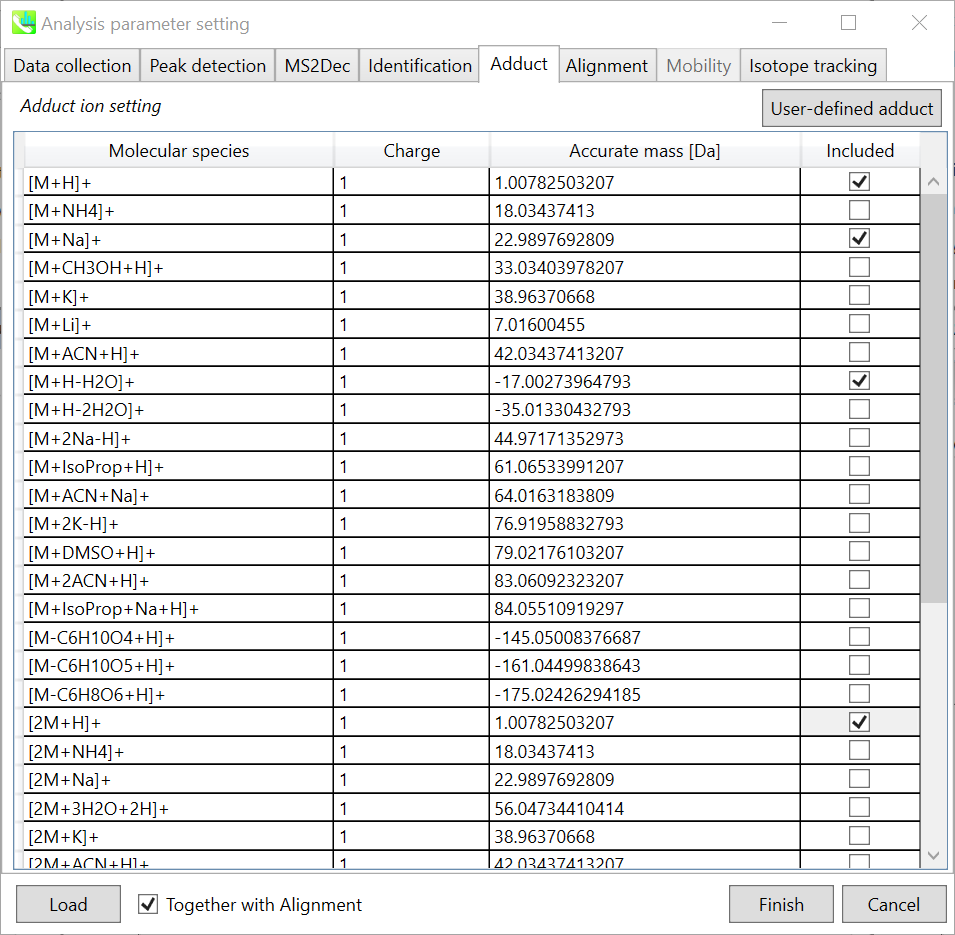 Analysis parameter setting
Data collection Peak detection MS2Dec Identification Adduct Alignment Mobility Isotope tracking
Adduct ion setting
User-defined adduct
Molecular species Charge Accurate mass [Da] Included
[M+H]+ 1 1.00782503207
[M+NH4]+ 1 18.03437413
[M+Na]+ 1 22.9897692809
[M+CH3OH+H]+ 1 33.03403978207
[M+K]+ 1 38.96370668
[M+Li]+ 1 7.01600455
[M+ACN+H]+ 1 42.03437413207
[M+H-H2O]+ 1 -17.00273964793
[M+H-2H2O]+ 1 -35.01330432793
[M+2Na-H]+ 1 44.97171352973
[M+IsoProp+H]+ 1 61.06533991207
[M+ACN+Na]+ 1 64.0163183809
[M+2K-H]+ 1 76.91958832793
[M+DMSO+H]+ 1 79.02176103207
[M+2ACN+H]+ 1 83.06092323207
[M+IsoProp+Na+H]+ 1 84.05510919297
[M-C6H10O4+H]+ 1 -145.05008376687
[M-C6H10O5+H]+ 1 -161.04499838643
[M-C6H8O6+H]+ 1 -175.02426294185
[2M+H]+ 1 1.00782503207
[2M+NH4]+ 1 18.03437413
[2M+Na]+ 1 22.9897692809
[2M+3H2O+2H]+ 1 56.04734410414
[2M+K]+ 1 38.96370668
[2M+ACN+H]+ 1 42.03437413207
Load Together with Alignment Finish Cancel